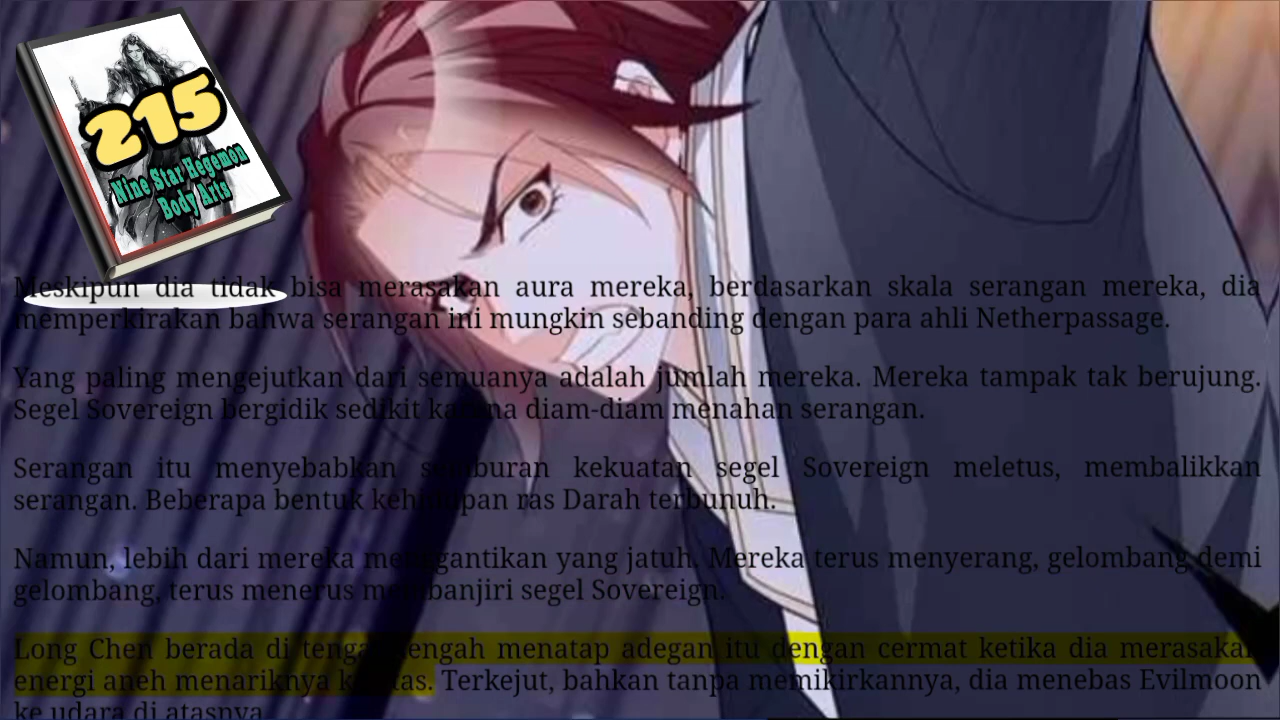 215
Nine Star Hegemon
Body Arts
Meskipun dia tidak bisa merasakan aura mereka, berdasarkan skala serangan mereka, dia
memperkirakan bahwa serangan ini mungkin sebanding dengan para ahli Netherpassage.
Yang paling mengejutkan dari semuanya adalah jumlah mereka. Mereka tampak tak berujung.
Segel Sovereign bergidik sedikit karena diam-diam menahan serangan.
Serangan itu menyebabkan semburan kekuatan segel Sovereign meletus, membalikkan
serangan. Beberapa bentuk kehidupan ras Darah terbunuh.
Namun, lebih dari mereka menggantikan yang jatuh. Mereka terus menyerang, gelombang demi
gelombang, terus menerus membanjiri segel Sovereign.
Long Chen berada di tengah-tengah menatap adegan itu dengan cermat ketika dia merasakan
energi aneh menariknya ke atas. Terkejut, bahkan tanpa memikirkannya, dia menebas Evilmoon
ke udara di atasnya.